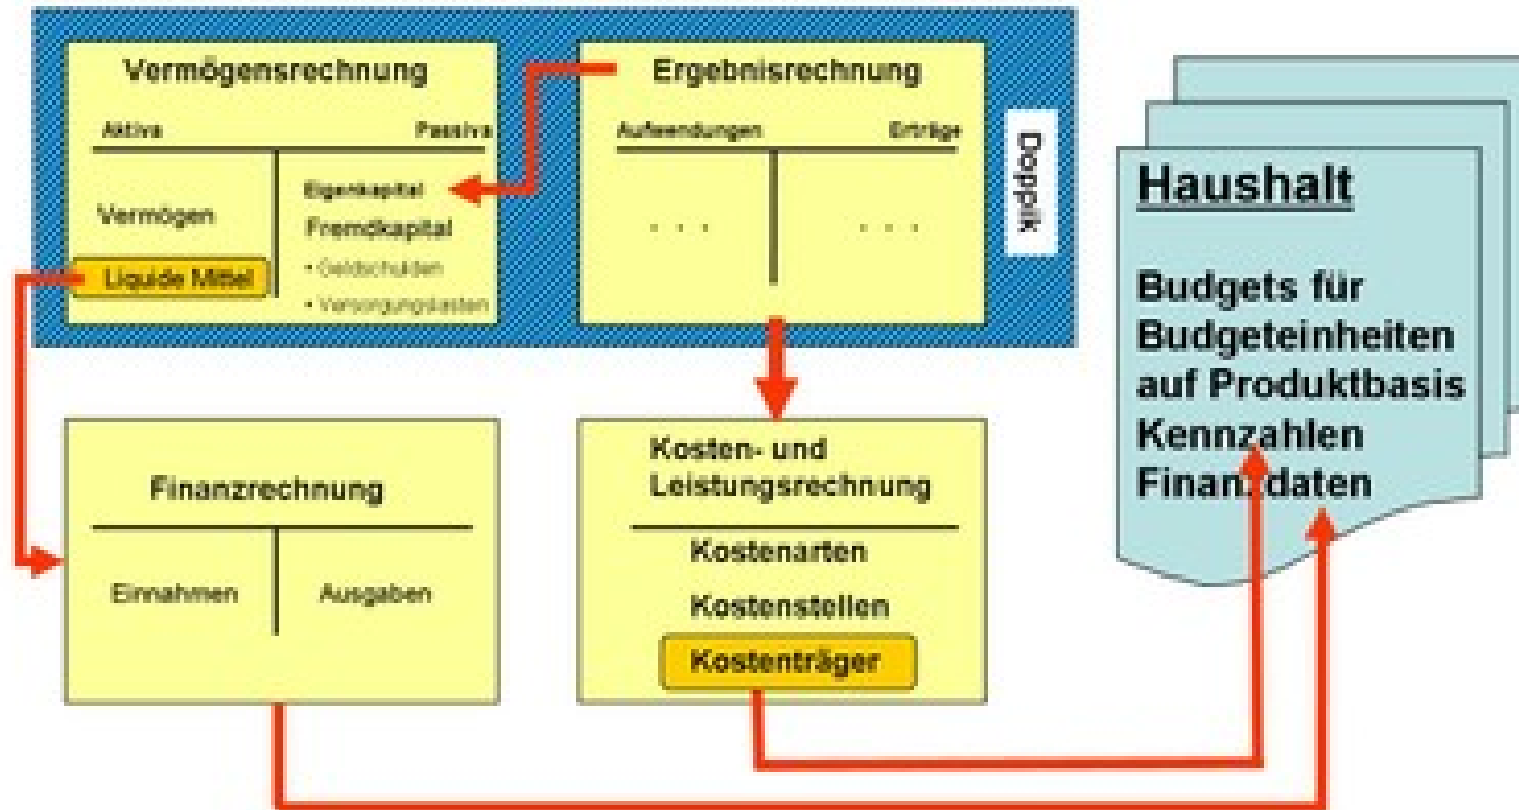 Vermögensrechnung
Aktiva Passiva
Vermögen
Liquide Mittel
Eigenkapital
Fremdkapital
• Geldschulden
• Versorgungslasten
Ergebnisrechnung
Aufwendungen Erträge
. . . . . .
Doppik
Finanzrechnung
Einnahmen Ausgaben
Kosten- und
Leistungsrechnung
Kostenarten
Kostenstellen
Kostenträger
Haushalt
Budgets für
Budgeteinheiten
auf Produktbasis
Kennzahlen
Finanzdaten